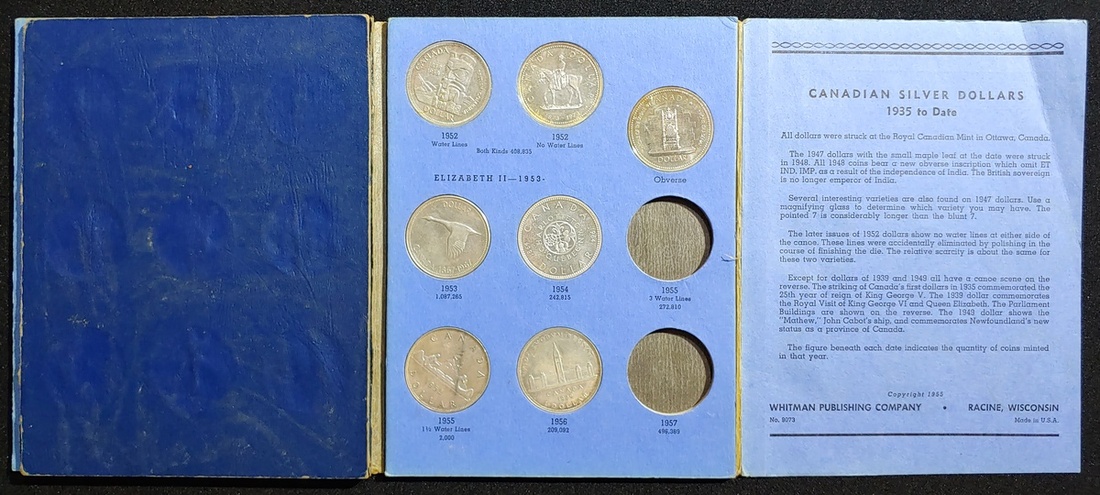 1952
Water Lines
1952
No Water Lines
Both Kinds 408,835
Obverse
ELIZABETH II—1953-
1953
1,087,265
1954
242,815
1955
3 Water Lines
272,810
1955
1½ Water Lines
2,000
1956
209,092
1957
496,389
CANADA
DOLLAR
CANADA DOLLAR
DOLLAR
DOLLAR
CANADA
DOLLAR
CANADA
DOLLAR
CANADIAN SILVER DOLLARS
1935 to Date
All dollars were struck at the Royal Canadian Mint in Ottawa, Canada.
The 1947 dollars with the small maple leaf at the date were struck
in 1948. All 1948 coins bear a new obverse inscription which omit ET
IND. IMP. as a result of the independence of India. The British sovereign
is no longer emperor of India.
Several interesting varieties are also found on 1947 dollars. Use a
magnifying glass to determine which variety you may have. The
pointed 7 is considerably longer than the blunt 7.
The later issues of 1952 dollars show no water lines at either side of
the canoe. These lines were accidentally eliminated by polishing in the
course of finishing the die. The relative scarcity is about the same for
these two varieties.
Except for dollars of 1939 and 1949 all have a canoe scene on the
reverse. The striking of Canada's first dollars in 1935 commemorated the
25th year of reign of King George V. The 1939 dollar commemorates
the Royal Visit of King George VI and Queen Elizabeth. The Parliament
Buildings are shown on the reverse. The 1943 dollar shows the
"Mathew," John Cabot's ship, and commemorates Newfoundland's new
status as a province of Canada.
The figure beneath each date indicates the quantity of coins minted
in that year.
Copyright 1955
WHITMAN PUBLISHING COMPANY • RACINE, WISCONSIN
No. 9073 Made in U.S.A.